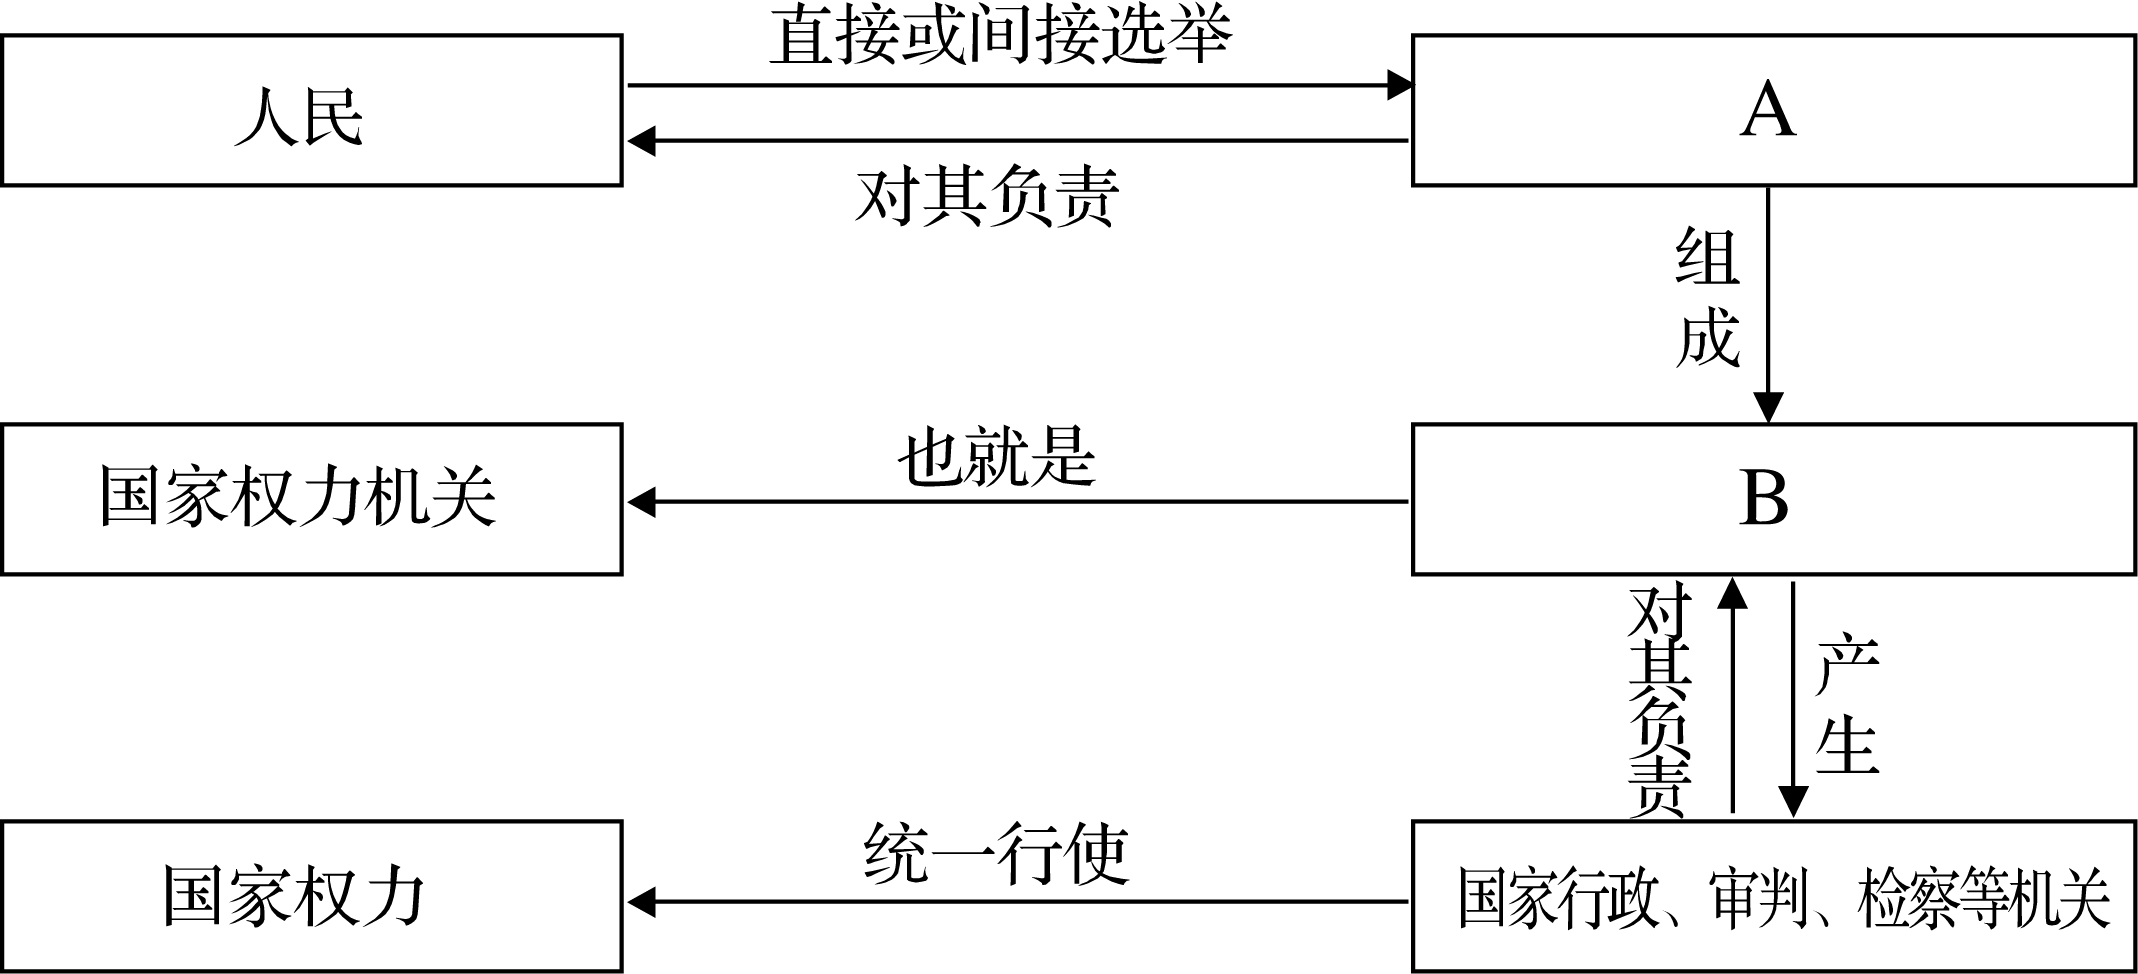 直接或间接选举
人民
A
对其负责
组成
国家权力机关
也就是
B
对其负责
产生
国家权力
统一行使
国家行政、审判、检察等机关